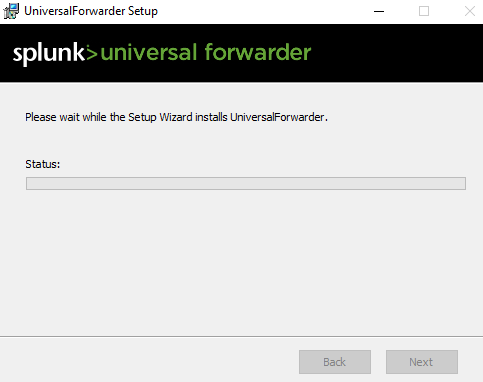 UniversalForwarder Setup
splunk> universal forwarder
Please wait while the Setup Wizard installs UniversalForwarder.
Status:
Back Next